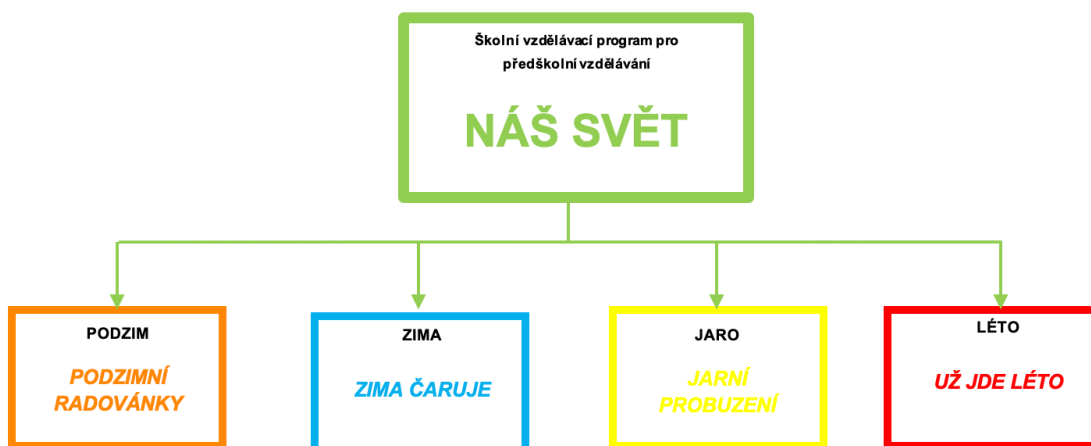 Školní vzdělávací program pro
předškolní vzdělávání
NÁŠ SVĚT
PODZIM
PODZIMNÍ
RADOVÁNKY
ZIMA
ZIMA ČARUJE
JARO
JARNÍ
PROBUZENÍ
LÉTO
UŽ JDE LÉTO